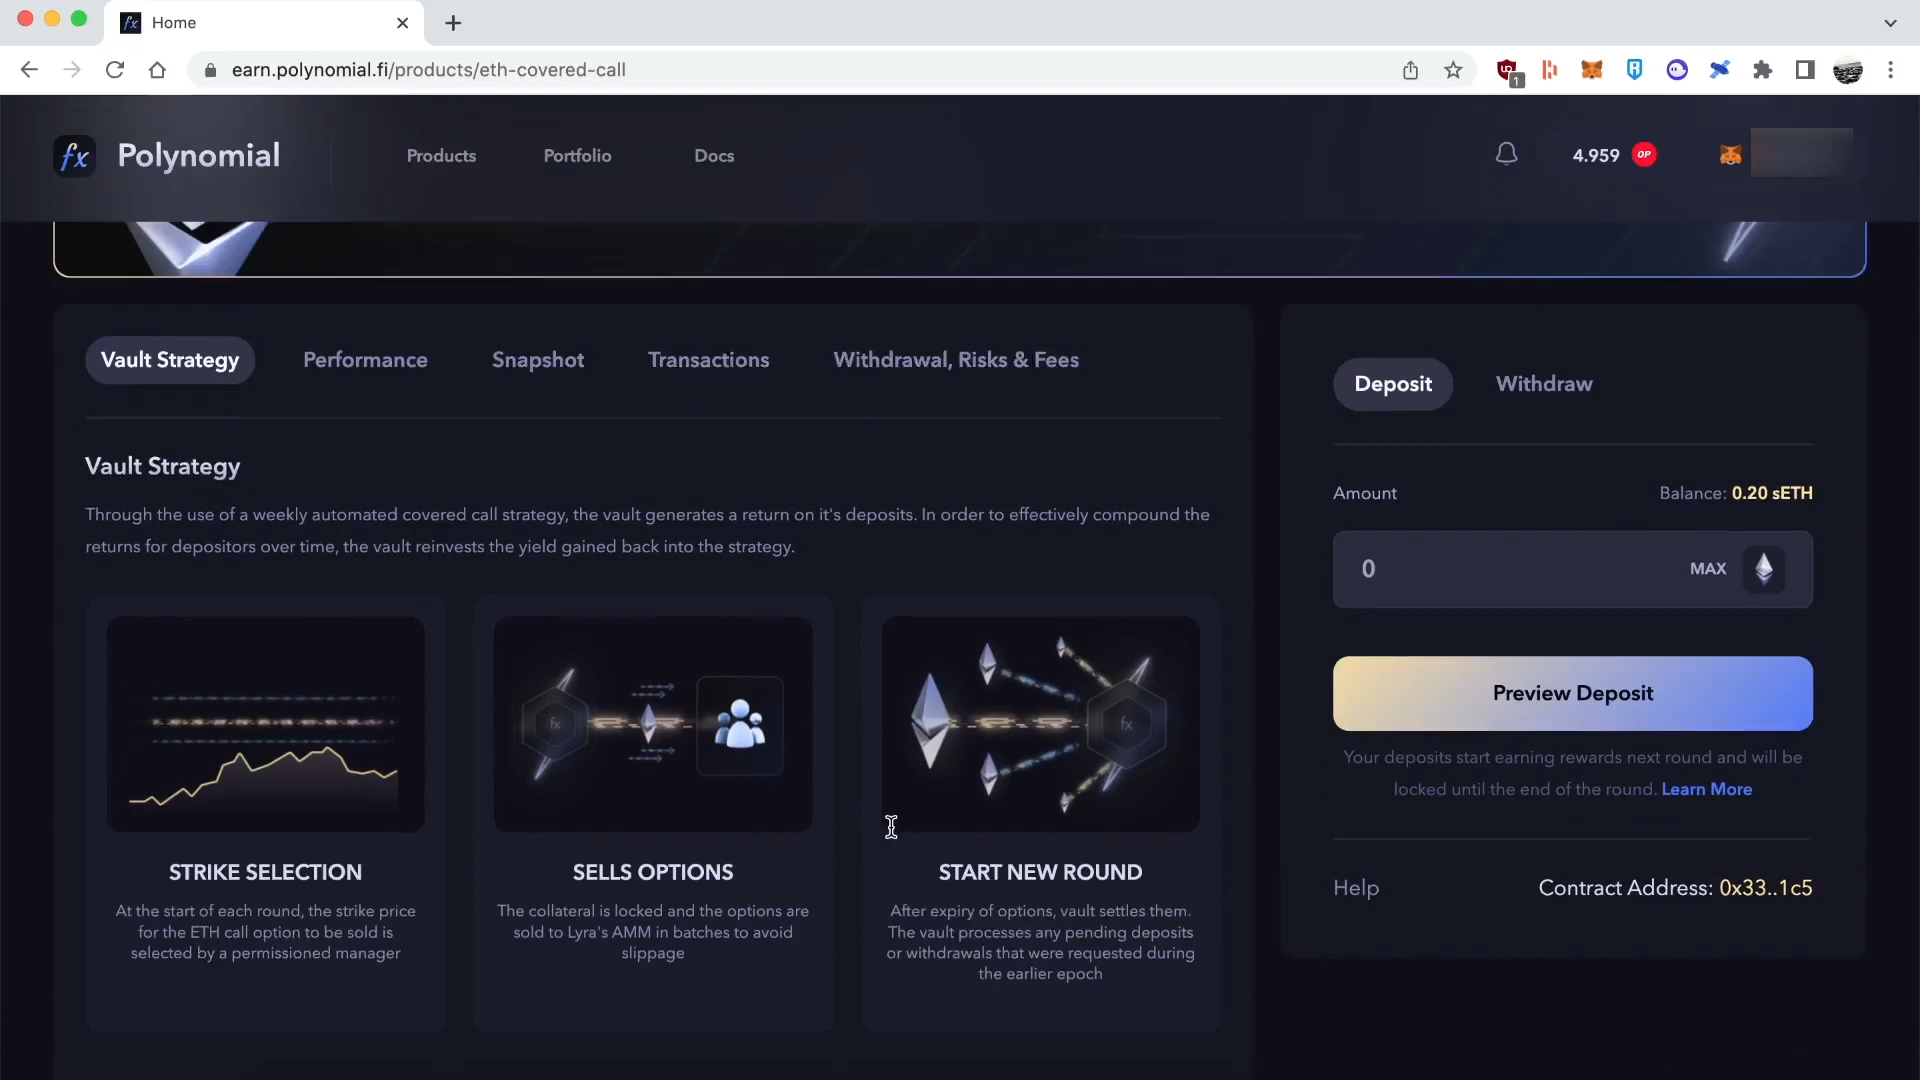 fx Home
earn.polynomial.fi/products/eth-covered-call
1
fx Polynomial
Products
Portfolio
Docs
4.959 OP
Vault Strategy
Performance
Snapshot
Transactions
Withdrawal, Risks & Fees
Vault Strategy
Through the use of a weekly automated covered call strategy, the vault generates a return on it's deposits. In order to effectively compound the
returns for depositors over time, the vault reinvests the yield gained back into the strategy.
fx
fx
STRIKE SELECTION
At the start of each round, the strike price
for the ETH call option to be sold is
selected by a permissioned manager
SELLS OPTIONS
The collateral is locked and the options are
sold to Lyra's AMM in batches to avoid
slippage
START NEW ROUND
After expiry of options, vault settles them.
The vault processes any pending deposits
or withdrawals that were requested during
the earlier epoch
Deposit
Withdraw
Amount
Balance: 0.20 sETH
0
MAX
Preview Deposit
Your deposits start earning rewards next round and will be
locked until the end of the round. Learn More
Help
Contract Address: 0x33..1c5